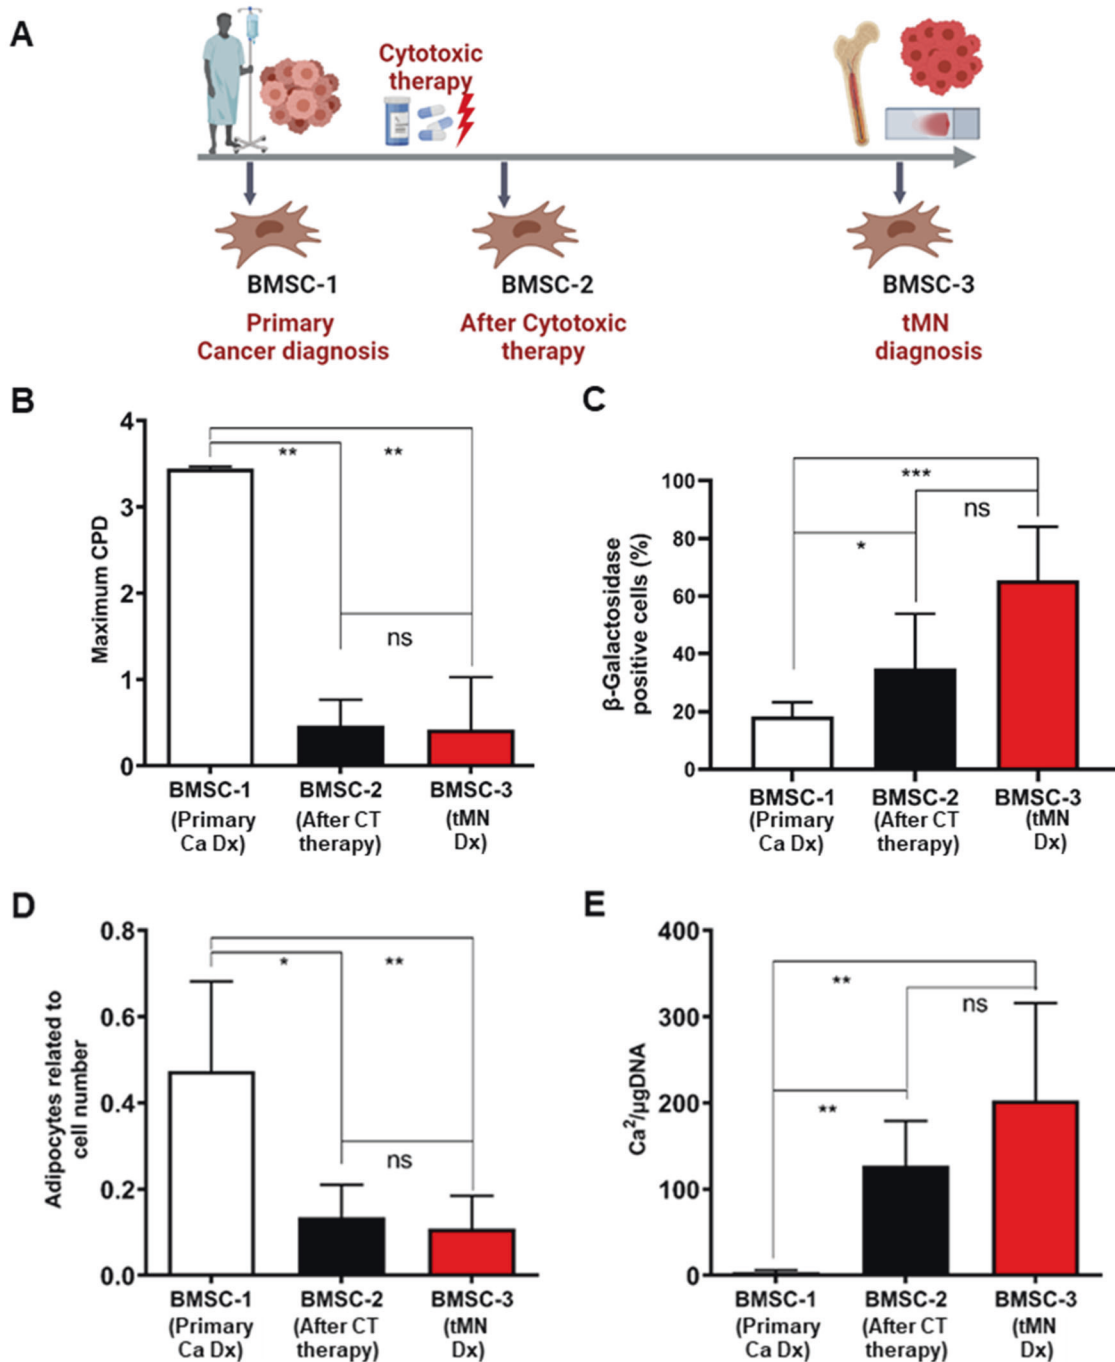 A
Cytotoxic
therapy
BMSC-1
BMSC-2
BMSC-3
Primary
Cancer diagnosis
After Cytotoxic
therapy
tMN
diagnosis
B
Maximum CPD
4
3
2
1
0
**
**
ns
BMSC-1
(Primary
Ca Dx)
BMSC-2
(After CT
therapy)
BMSC-3
(tMN
Dx)
C
β-Galactosidase
positive cells (%)
100
80
60
40
20
0
***
ns
*
BMSC-1
(Primary
Ca Dx)
BMSC-2
(After CT
therapy)
BMSC-3
(tMN
Dx)
D
Adipocytes related to
cell number
0.8
0.6
0.4
0.2
0.0
*
**
ns
BMSC-1
(Primary
Ca Dx)
BMSC-2
(After CT
therapy)
BMSC-3
(tMN
Dx)
E
Ca²/µgDNA
400
300
200
100
0
**
ns
**
BMSC-1
(Primary
Ca Dx)
BMSC-2
(After CT
therapy)
BMSC-3
(tMN
Dx)